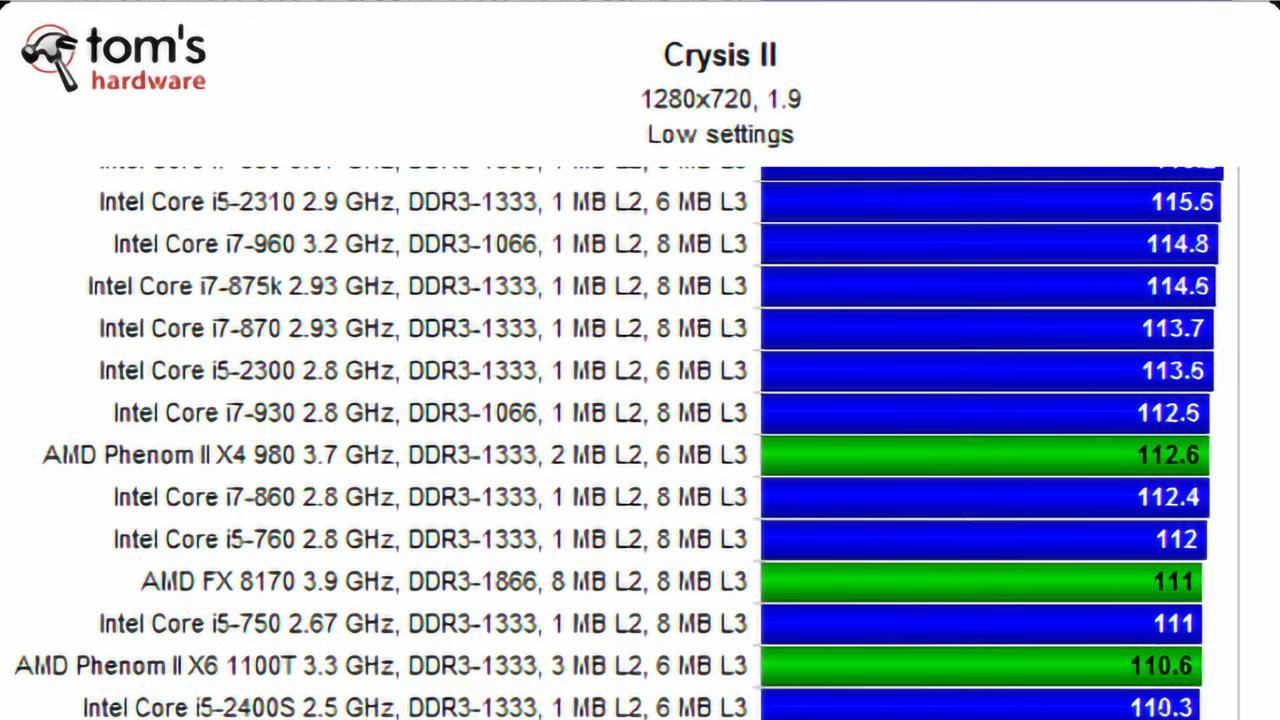 tom's
hardware
Crysis II
1280x720, 1.9
Low settings
Intel Core i5-2310 2.9 GHz, DDR3-1333, 1 MB L2, 6 MB L3 115.6
Intel Core i7-960 3.2 GHz, DDR3-1066, 1 MB L2, 8 MB L3 114.8
Intel Core i7-875k 2.93 GHz, DDR3-1333, 1 MB L2, 8 MB L3 114.6
Intel Core i7-870 2.93 GHz, DDR3-1333, 1 MB L2, 8 MB L3 113.7
Intel Core i5-2300 2.8 GHz, DDR3-1333, 1 MB L2, 6 MB L3 113.6
Intel Core i7-930 2.8 GHz, DDR3-1066, 1 MB L2, 8 MB L3 112.6
AMD Phenom II X4 980 3.7 GHz, DDR3-1333, 2 MB L2, 6 MB L3 112.6
Intel Core i7-860 2.8 GHz, DDR3-1333, 1 MB L2, 8 MB L3 112.4
Intel Core i5-760 2.8 GHz, DDR3-1333, 1 MB L2, 8 MB L3 112
AMD FX 8170 3.9 GHz, DDR3-1866, 8 MB L2, 8 MB L3 111
Intel Core i5-750 2.67 GHz, DDR3-1333, 1 MB L2, 8 MB L3 111
AMD Phenom II X6 1100T 3.3 GHz, DDR3-1333, 3 MB L2, 6 MB L3 110.6
Intel Core i5-2400S 2.5 GHz, DDR3-1333, 1 MB L2, 6 MB L3 110.3